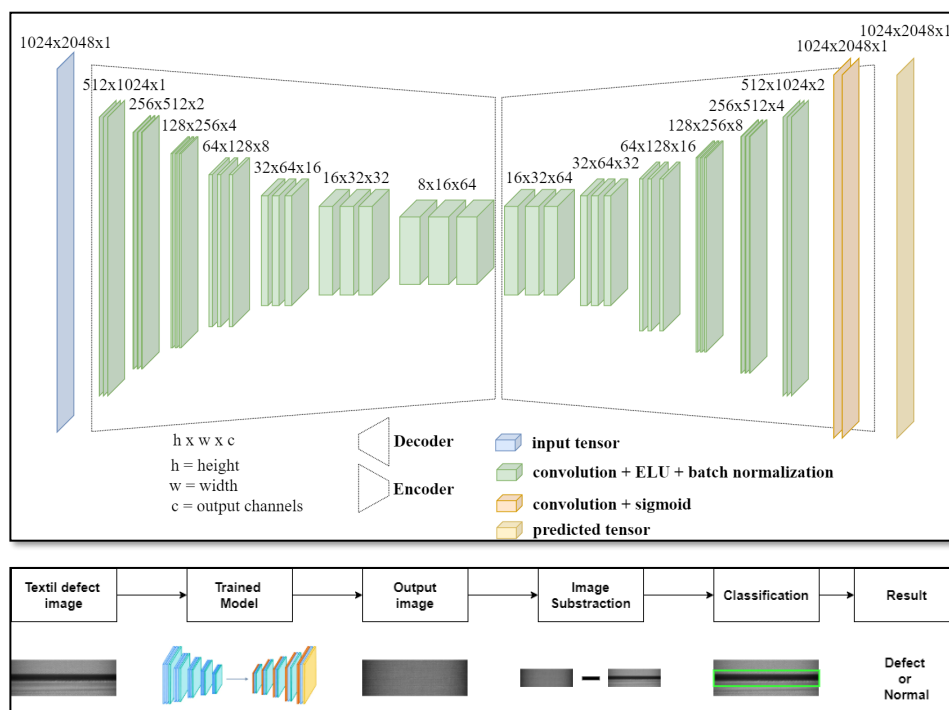 1024x2048x1
512x1024x1
256x512x2
128x256x4
64x128x8
32x64x16
16x32x32
8x16x64
16x32x64
32x64x32
64x128x16
128x256x8
256x512x4
512x1024x2
1024x2048x1
1024x2048x1
h x w x c
h = height
w = width
c = output channels
Decoder
Encoder
input tensor
convolution + ELU + batch normalization
convolution + sigmoid
predicted tensor
Textil defect
image
Trained
Model
Output
image
Image
Substraction
Classification
Result
Defect
or
Normal